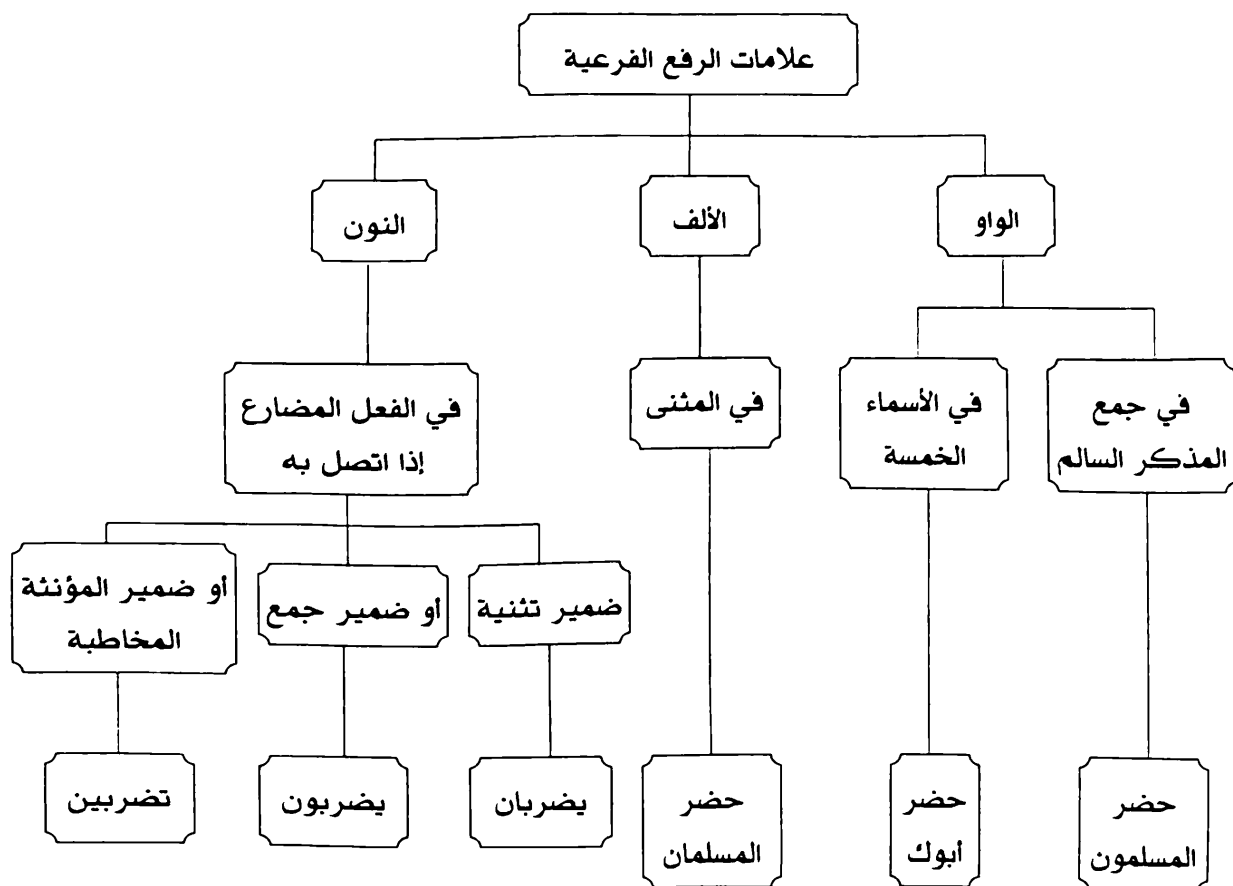 علامات الرفع الفرعية
الواو
الألف
النون
في جمع
المذكر السالم
في الأسماء
الخمسة
في المثنى
في الفعل المضارع
إذا اتصل به
ضمير تثنية
أو ضمير جمع
أو ضمير المؤنثة
المخاطبة
حضر
المسلمون
حضر
أبوك
حضر
المسلمان
يضربان
يضربون
تضربين